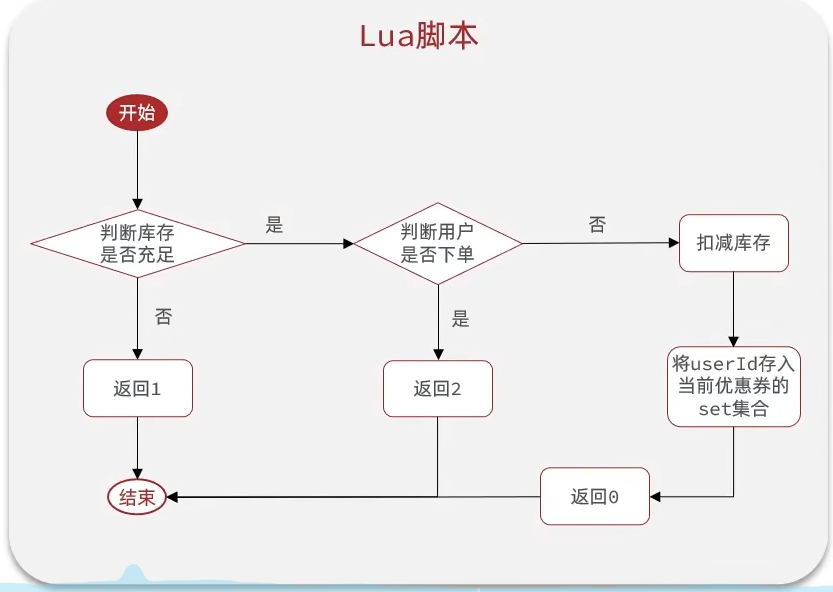 Lua脚本
开始
判断库存
是否充足
是
判断用户
是否下单
否
扣减库存
否
是
返回1
返回2
将userId存入
当前优惠券的
set集合
结束
返回0